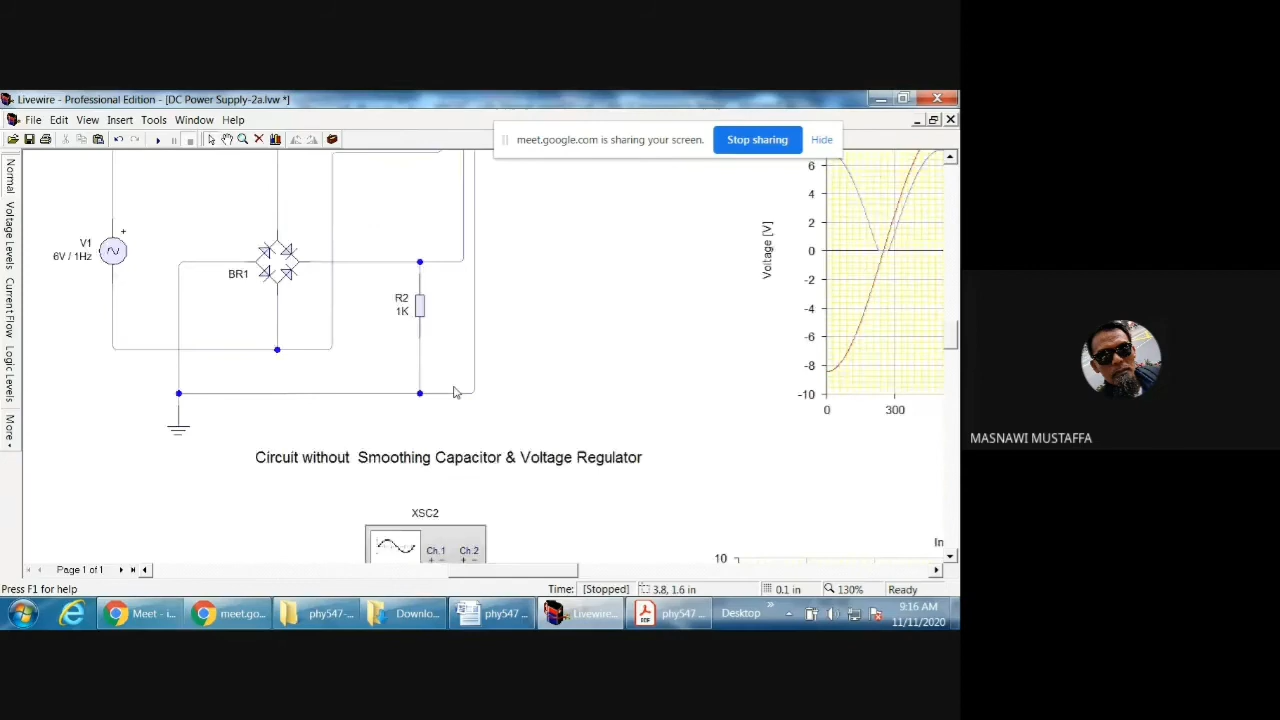 Livewire - Professional Edition - [DC Power Supply-2a.lvw *]
File Edit View Insert Tools Window Help
meet.google.com is sharing your screen. Stop sharing Hide
Normal
Voltage Levels
Current Flow
Logic Levels
More
V1
6V / 1Hz
+
BR1
R2
1K
Voltage [V]
6
4
2
0
-2
-4
-6
-8
-10
0 300
MASNAWI MUSTAFFA
Circuit without Smoothing Capacitor & Voltage Regulator
XSC2
Ch.1 Ch.2
+ - + -
In
10
Page 1 of 1
Press F1 for help Time: [Stopped] 3.8, 1.6 in 0.1 in 130% Ready
Meet - i... meet.go... phy547-... Downlo... phy547 ... Livewire... phy547... Desktop »
9:16 AM
11/11/2020